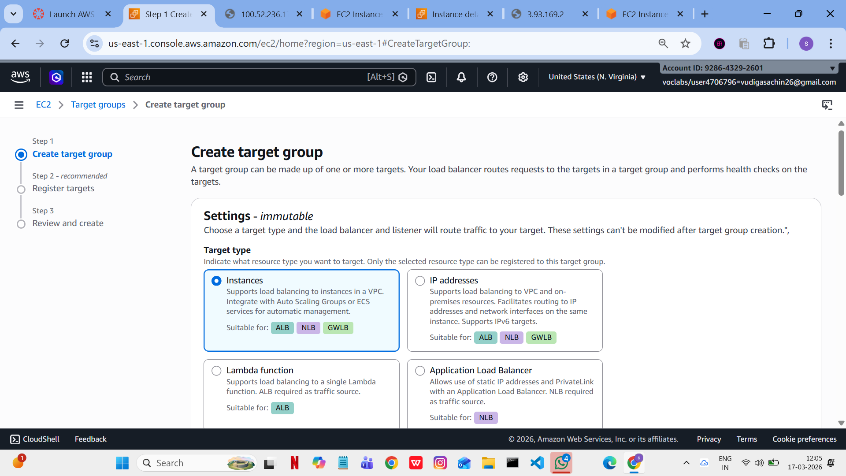 Launch AWS
Step 1 Create
100.52.236.1
EC2 Instance
Instance det
3.93.169.2
EC2 Instance
us-east-1.console.aws.amazon.com/ec2/home?region=us-east-1#CreateTargetGroup:
S
aws
Search
[Alt+S]
United States (N. Virginia)
Account ID: 9286-4329-2601
voclabs/user4706796=vudigasachin26@gmail.com
EC2
Target groups
Create target group
Step 1
Create target group
Step 2 - recommended
Register targets
Step 3
Review and create
Create target group
A target group can be made up of one or more targets. Your load balancer routes requests to the targets in a target group and performs health checks on the
targets.
Settings - immutable
Choose a target type and the load balancer and listener will route traffic to your target. These settings can't be modified after target group creation.",
Target type
Indicate what resource type you want to target. Only the selected resource type can be registered to this target group.
Instances
Supports load balancing to instances in a VPC.
Integrate with Auto Scaling Groups or ECS
services for automatic management.
Suitable for: ALB NLB GWLB
IP addresses
Supports load balancing to VPC and on-
premises resources. Facilitates routing to IP
addresses and network interfaces on the same
instance. Supports IPv6 targets.
Suitable for: ALB NLB GWLB
Lambda function
Supports load balancing to a single Lambda
function. ALB required as traffic source.
Suitable for: ALB
Application Load Balancer
Allows use of static IP addresses and PrivateLink
with an Application Load Balancer. NLB required
as traffic source.
Suitable for: NLB
CloudShell
Feedback
© 2026, Amazon Web Services, Inc. or its affiliates.
Privacy
Terms
Cookie preferences
1
Search
4
ENG
IN
12:05
17-03-2026